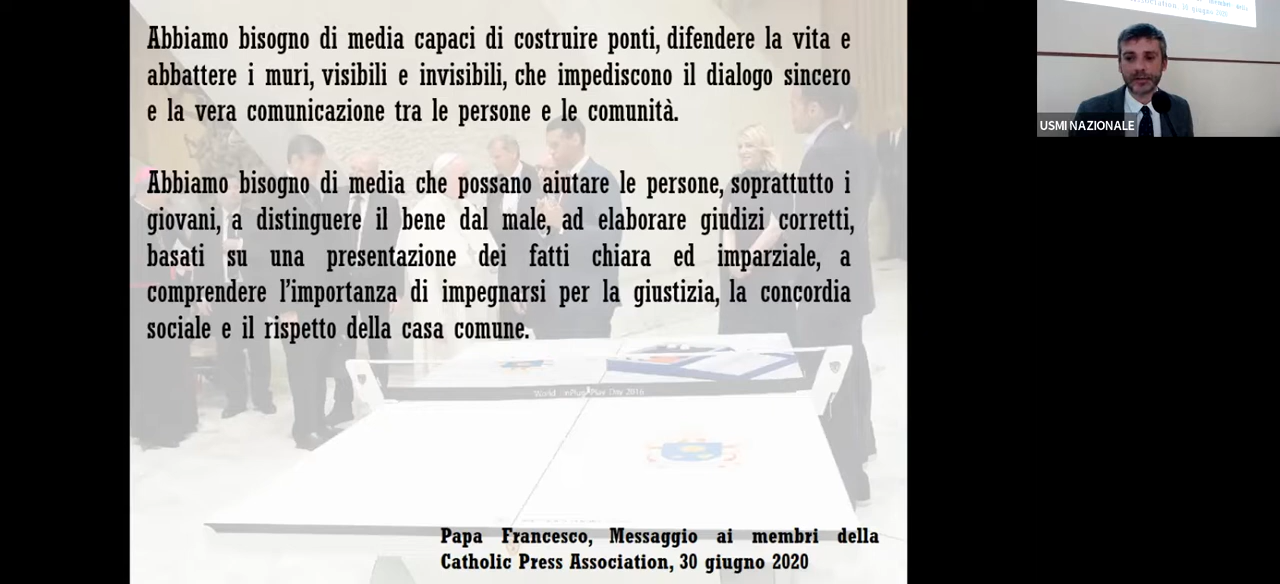 Abbiamo bisogno di media capaci di costruire ponti, difendere la vita e
abbattere i muri, visibili e invisibili, che impediscono il dialogo sincero
e la vera comunicazione tra le persone e le comunità.
Abbiamo bisogno di media che possano aiutare le persone, soprattutto i
giovani, a distinguere il bene dal male, ad elaborare giudizi corretti,
basati su una presentazione dei fatti chiara ed imparziale, a
comprendere l'importanza di impegnarsi per la giustizia, la concordia
sociale e il rispetto della casa comune.
Papa Francesco, Messaggio ai membri della
Catholic Press Association, 30 giugno 2020
USMI NAZIONALE